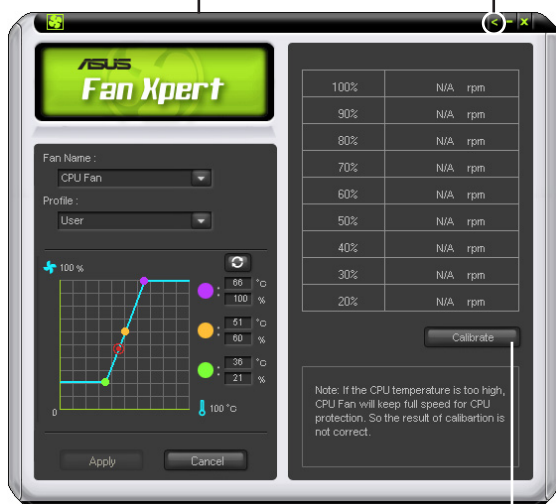 ASUS
Fan Xpert
Fan Name :
CPU Fan
Profile :
User
100 %
66 °C
: 100 %
51 °C
: 60 %
36 °C
: 21 %
0
100 °C
Apply Cancel
100% N/A rpm
90% N/A rpm
80% N/A rpm
70% N/A rpm
60% N/A rpm
50% N/A rpm
40% N/A rpm
30% N/A rpm
20% N/A rpm
Calibrate
Note: If the CPU temperature is too high,
CPU Fan will keep full speed for CPU
protection. So the result of calibartion is
not correct.